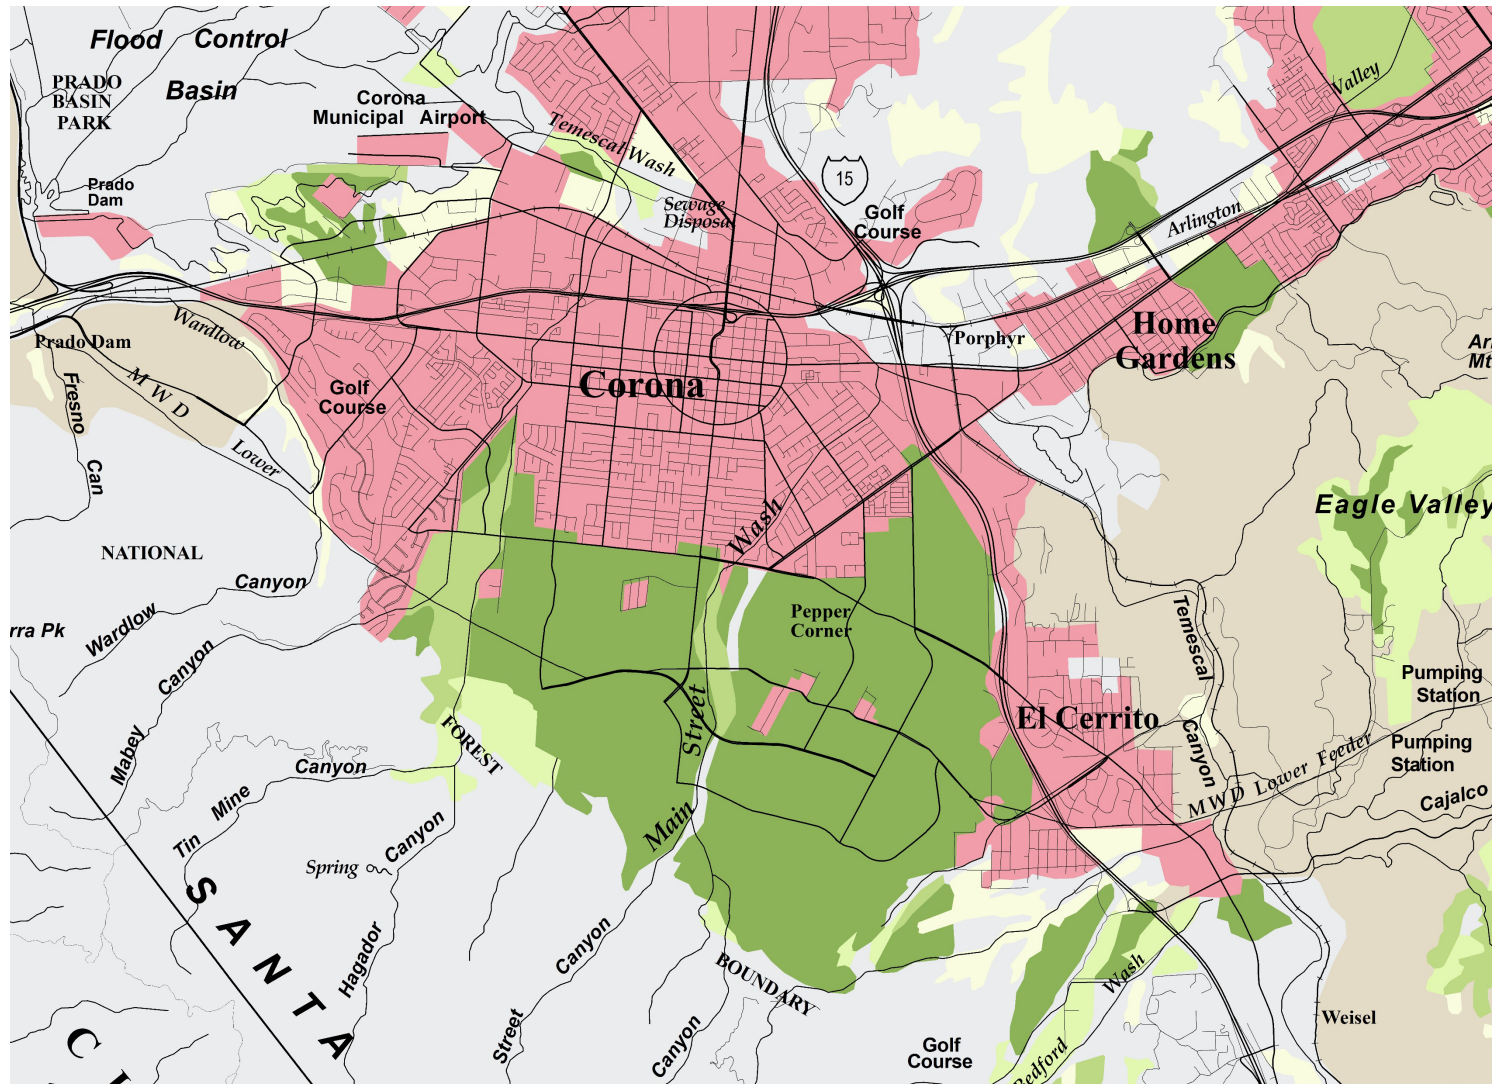 Flood Control
Basin
PRADO
BASIN
PARK
Corona
Municipal Airport
Temescal Wash
Valley
Prado
Dam
15
Sewage
Disposal
Golf
Course
Arlington
Wardlow
Prado Dam
Porphyr
Home
Gardens
Fresno
Can
M W D
Lower
Golf
Course
Corona
Eagle Valley
Wash
NATIONAL
Canyon
Wardlow
rra Pk
Pepper
Corner
Temescal
Canyon
Mabey
Canyon
Pumping
Station
Street
Main
El Cerrito
FOREST
Pumping
Station
MWD Lower Feeder
Cajalco
Canyon
Tin Mine
Canyon
Spring
Hagador
SANTA
Canyon
Street
BOUNDARY
Canyon
Wash
Weisel
Golf
Course
Bedford